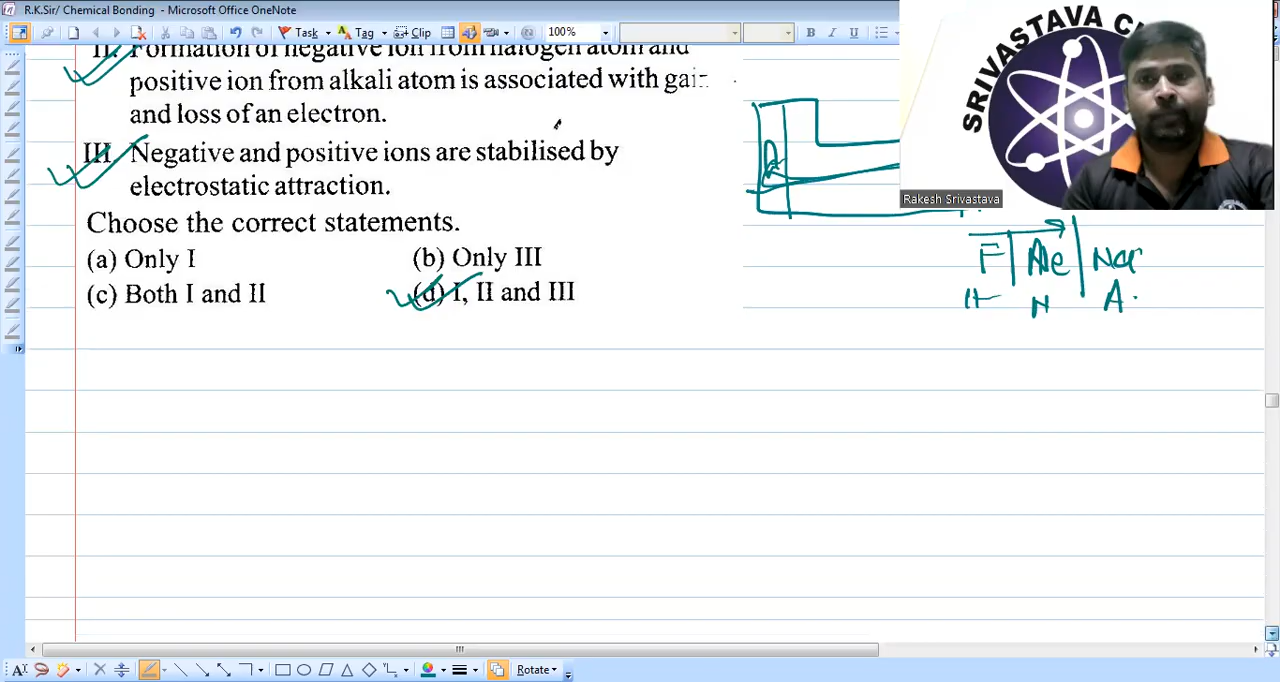 R.K.Sir/ Chemical Bonding - Microsoft Office OneNote
Task Tag Clip 100% B I U
II. Formation of negative ion from halogen atom and
positive ion from alkali atom is associated with gain
and loss of an electron.
III. Negative and positive ions are stabilised by
electrostatic attraction.
Choose the correct statements.
(a) Only I (b) Only III
(c) Both I and II (d) I, II and III
SRIVASTAVA
Rakesh Srivastava
F Ne Na
H N A
Rotate